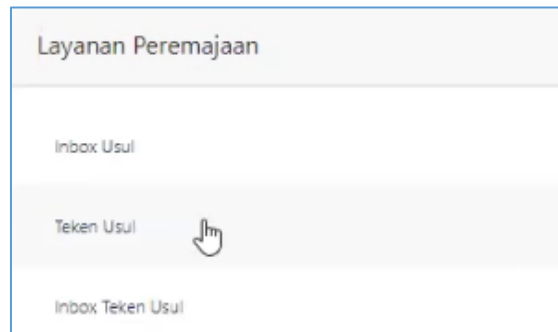 Layanan Peremajaan
Inbox Usul
Teken Usul
Inbox Teken Usul